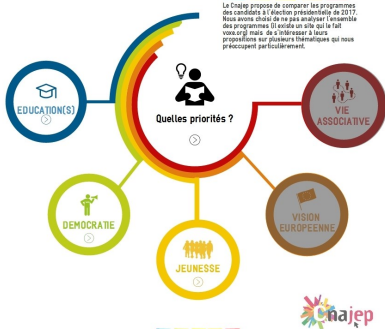 Le Cnajep propose de comparer les programmes
des candidats à l'élection présidentielle de 2017.
Nous avons choisi de ne pas analyser l'ensemble
des programmes (il existe un site qui le fait
voxe.org) mais de s'intéresser à leurs
propositions sur plusieurs thématiques qui nous
préoccupent particulièrement.
Quelles priorités ?
EDUCATION(S)
VIE
ASSOCIATIVE
DEMOCRATIE
VISION
EUROPEENNE
JEUNESSE
Cnajep